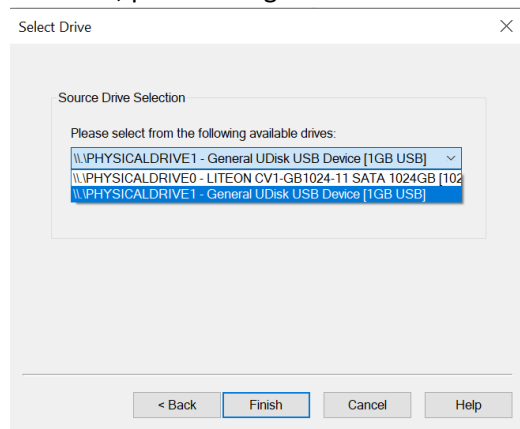 Select Drive
Source Drive Selection
Please select from the following available drives:
\\.\PHYSICALDRIVE1 - General UDisk USB Device [1GB USB]
\\.\PHYSICALDRIVE0 - LITEON CV1-GB1024-11 SATA 1024GB [102
\\.\PHYSICALDRIVE1 - General UDisk USB Device [1GB USB]
< Back Finish Cancel Help